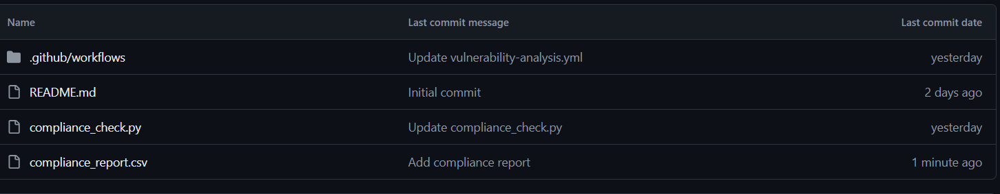 Name Last commit message Last commit date
.github/workflows Update vulnerability-analysis.yml yesterday
README.md Initial commit 2 days ago
compliance_check.py Update compliance_check.py yesterday
compliance_report.csv Add compliance report 1 minute ago